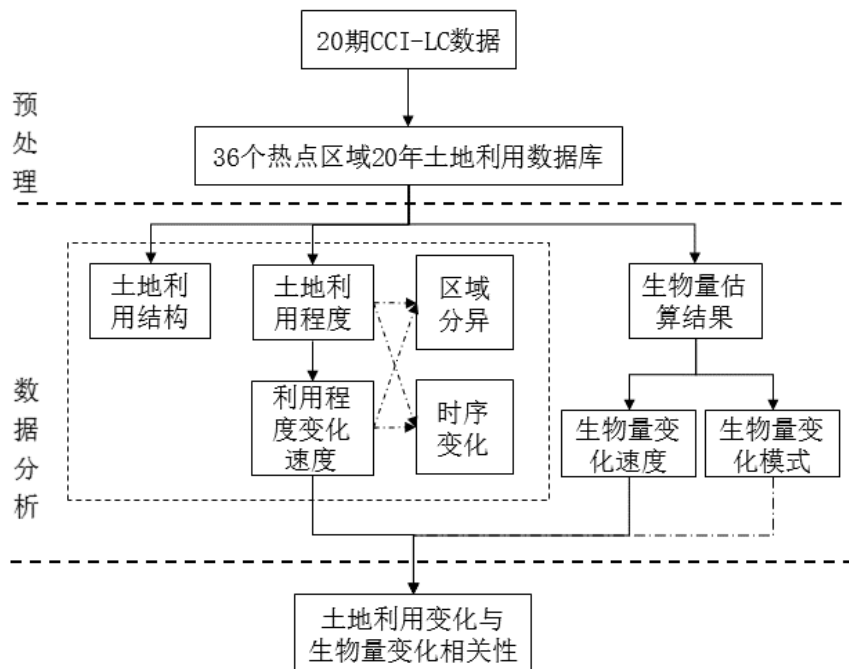 20期CCI-LC数据
预处理
36个热点区域20年土地利用数据库
土地利
用结构
土地利
用程度
区域
分异
生物量估
算结果
数据分析
利用程
度变化
速度
时序
变化
生物量变
化速度
生物量变
化模式
土地利用变化与
生物量变化相关性